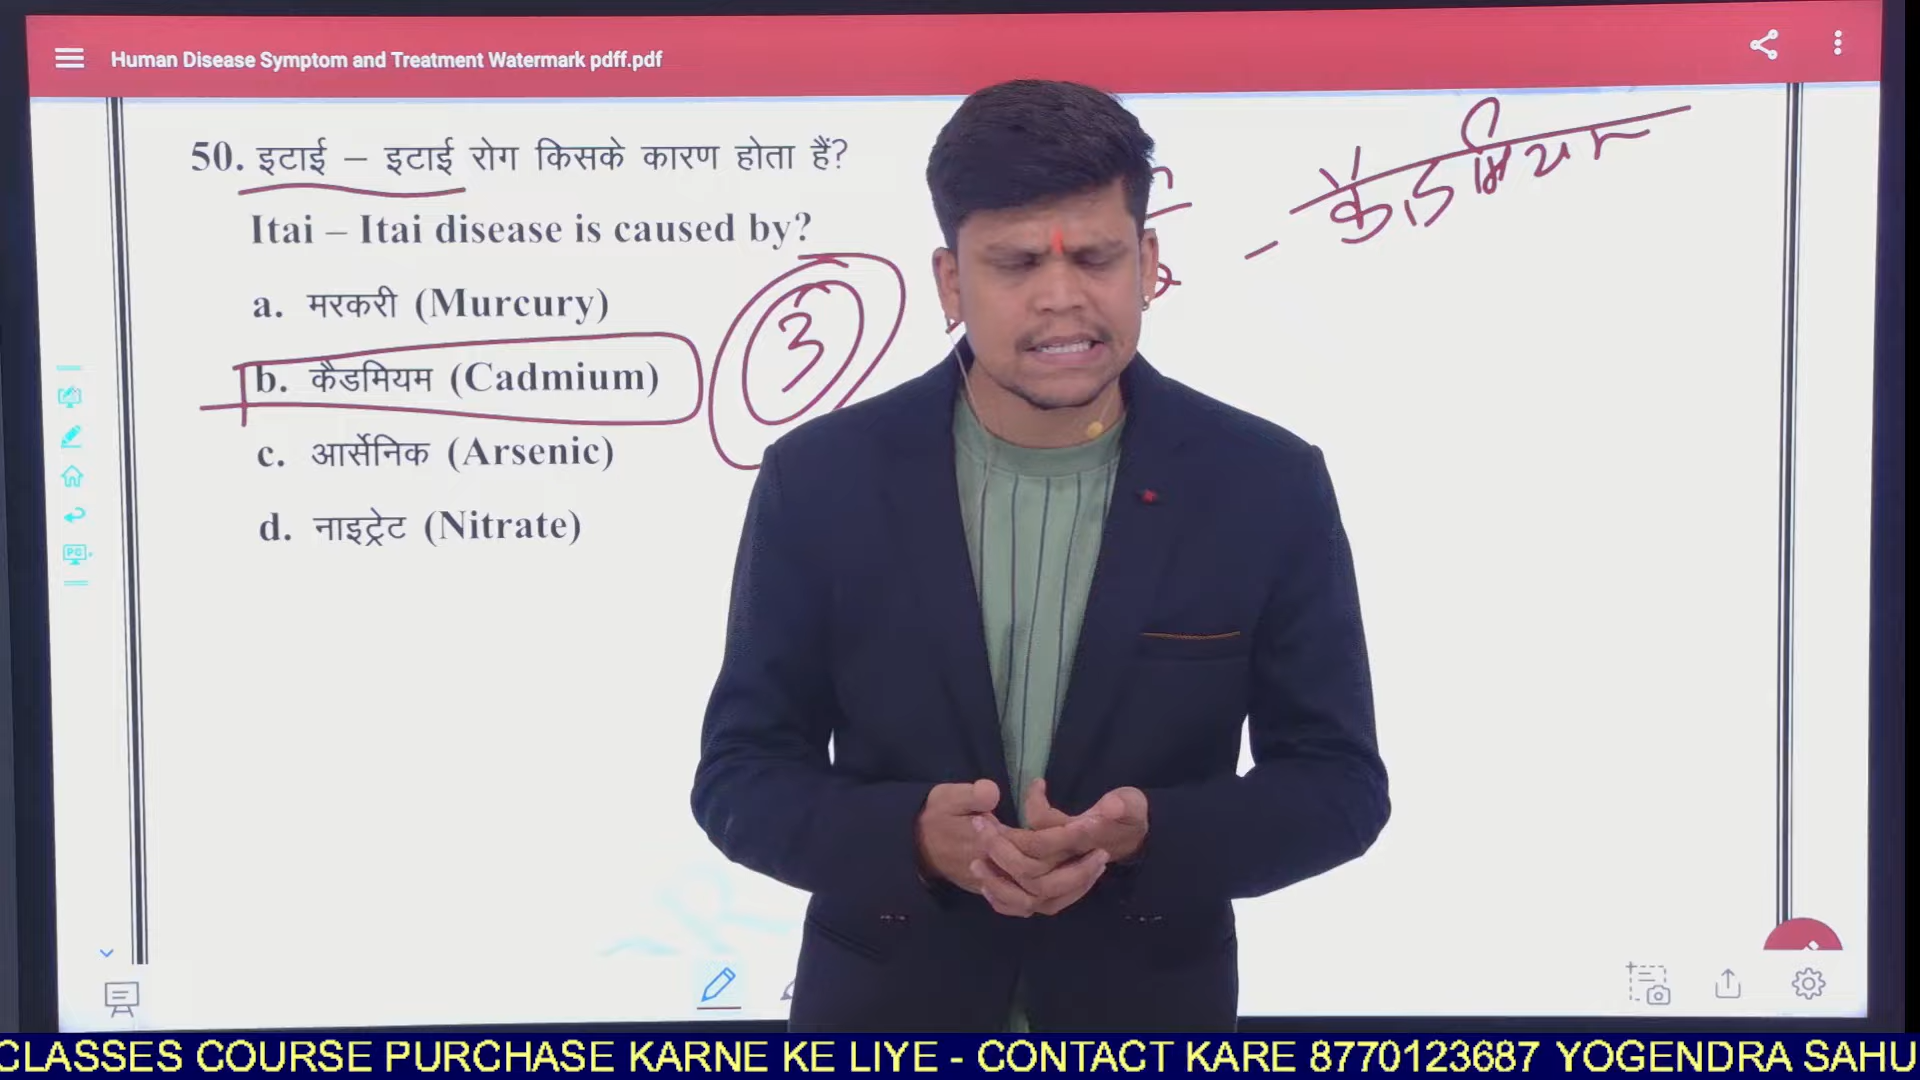 Human Disease Symptom and Treatment Watermark pdff.pdf
50. इटाई – इटाई रोग किसके कारण होता हैं?
Itai – Itai disease is caused by?
a. मरकरी (Murcury)
b. कैडमियम (Cadmium)
c. आर्सेनिक (Arsenic)
d. नाइट्रेट (Nitrate)
3
- कैडमियम
PC
CLASSES COURSE PURCHASE KARNE KE LIYE - CONTACT KARE 8770123687 YOGENDRA SAHU